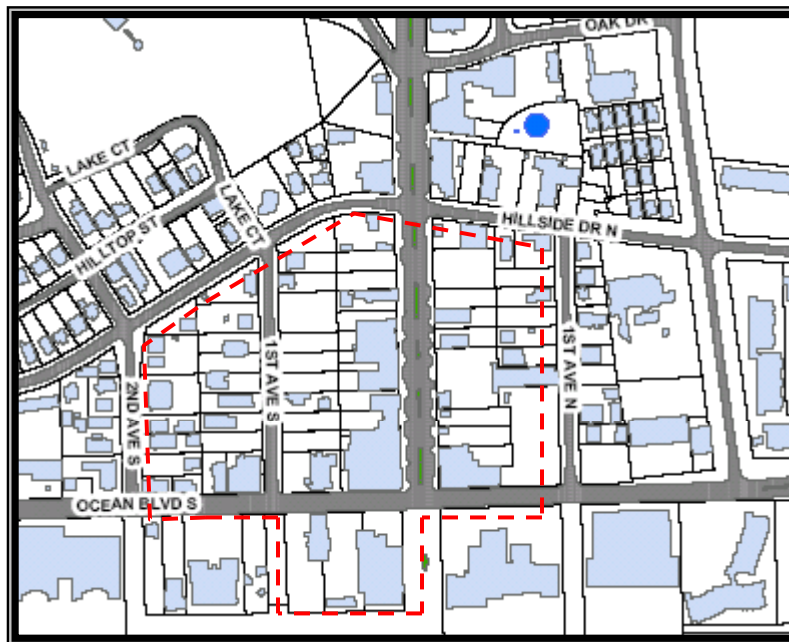 OAK DR
LAKE CT
LAKE CT
HILLTOP ST
HILLSIDE DR N
1ST AVE S
1ST AVE N
2ND AVE S
OCEAN BLVD S